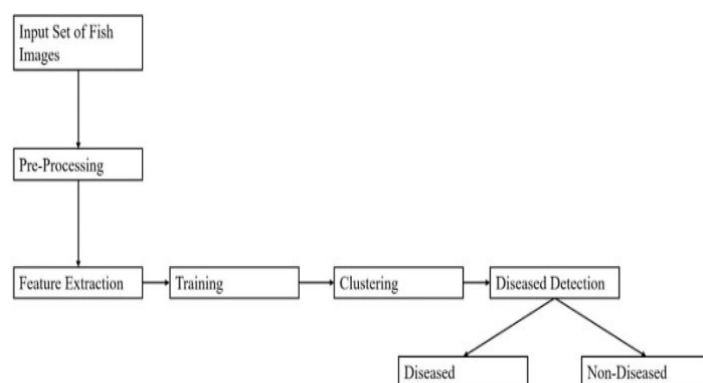 Input Set of Fish
Images
Pre-Processing
Feature Extraction
Training
Clustering
Diseased Detection
Diseased
Non-Diseased